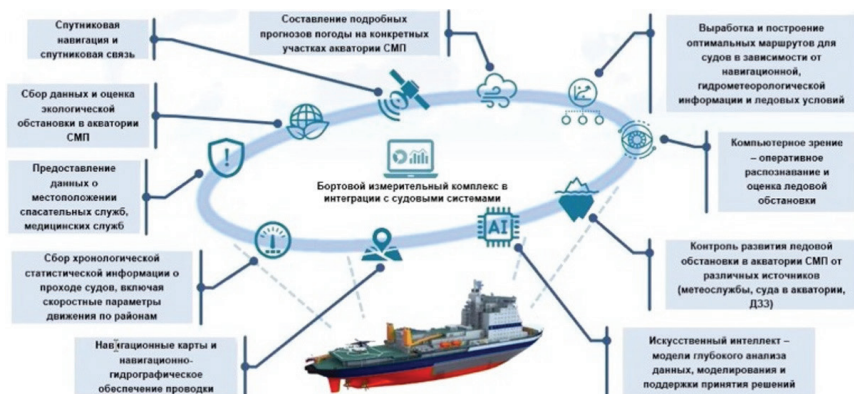 Спутниковая
навигация и
спутниковая связь
Составление подробных
прогнозов погоды на конкретных
участках акватории СМП
Выработка и построение
оптимальных маршрутов для
судов в зависимости от
навигационной,
гидрометеорологической
информации и ледовых условий
Сбор данных и оценка
экологической
обстановки в акватории
СМП
Компьютерное зрение
– оперативное
распознавание и
оценка ледовой
обстановки
Предоставление
данных о
местоположении
спасательных служб,
медицинских служб
Бортовой измерительный комплекс в
интеграции с судовыми системами
AI
Сбор хронологической
статистической информации о
проходе судов, включая
скоростные параметры
движения по районам
Контроль развития ледовой
обстановки в акватории СМП от
различных источников
(метеослужбы, суда в акватории,
ДЗЗ)
Навигационные карты и
навигационно-
гидрографическое
обеспечение проводки
Искусственный интеллект –
модели глубокого анализа
данных, моделирования и
поддержки принятия решений